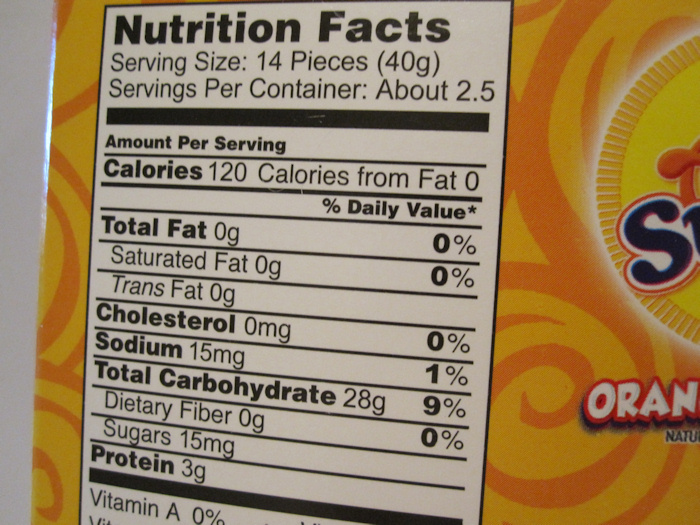 Nutrition Facts
Serving Size: 14 Pieces (40g)
Servings Per Container: About 2.5
Amount Per Serving
Calories 120 Calories from Fat 0
% Daily Value*
Total Fat 0g 0%
Saturated Fat 0g 0%
Trans Fat 0g
Cholesterol 0mg 0%
Sodium 15mg 1%
Total Carbohydrate 28g 9%
Dietary Fiber 0g 0%
Sugars 15mg
Protein 3g
Vitamin A 0%
ORAN
NATU